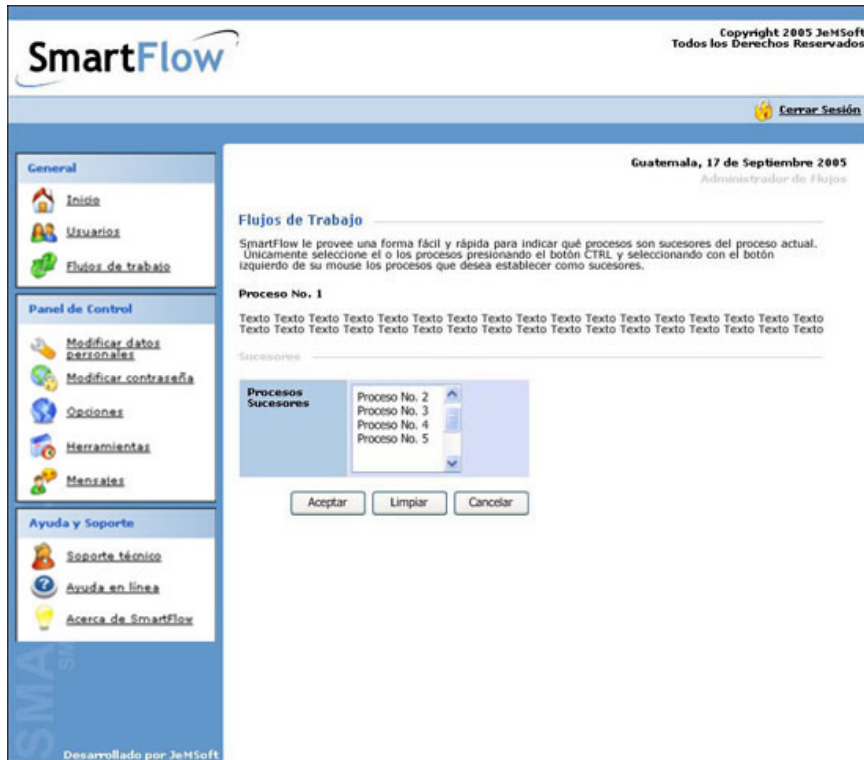 SmartFlow
Copyright 2005 JeMSoft
Todos los Derechos Reservados
Cerrar Sesión
General
Inicio
Usuarios
Flujos de trabajo
Panel de Control
Modificar datos
personales
Modificar contraseña
Opciones
Herramientas
Mensajes
Ayuda y Soporte
Soporte técnico
Ayuda en línea
Acerca de SmartFlow
SMA
SM
Desarrollado por JeMSoft
Guatemala, 17 de Septiembre 2005
Administrador de Flujos
Flujos de Trabajo
SmartFlow le provee una forma fácil y rápida para indicar qué procesos son sucesores del proceso actual.
Únicamente seleccione el o los procesos presionando el botón CTRL y seleccionando con el botón
izquierdo de su mouse los procesos que desea establecer como sucesores.
Proceso No. 1
Texto Texto Texto Texto Texto Texto Texto Texto Texto Texto Texto Texto Texto Texto Texto Texto Texto
Texto Texto Texto Texto Texto Texto Texto Texto Texto Texto Texto Texto Texto Texto Texto Texto Texto
Sucesores
Procesos
Sucesores
Proceso No. 2
Proceso No. 3
Proceso No. 4
Proceso No. 5
Aceptar
Limpiar
Cancelar